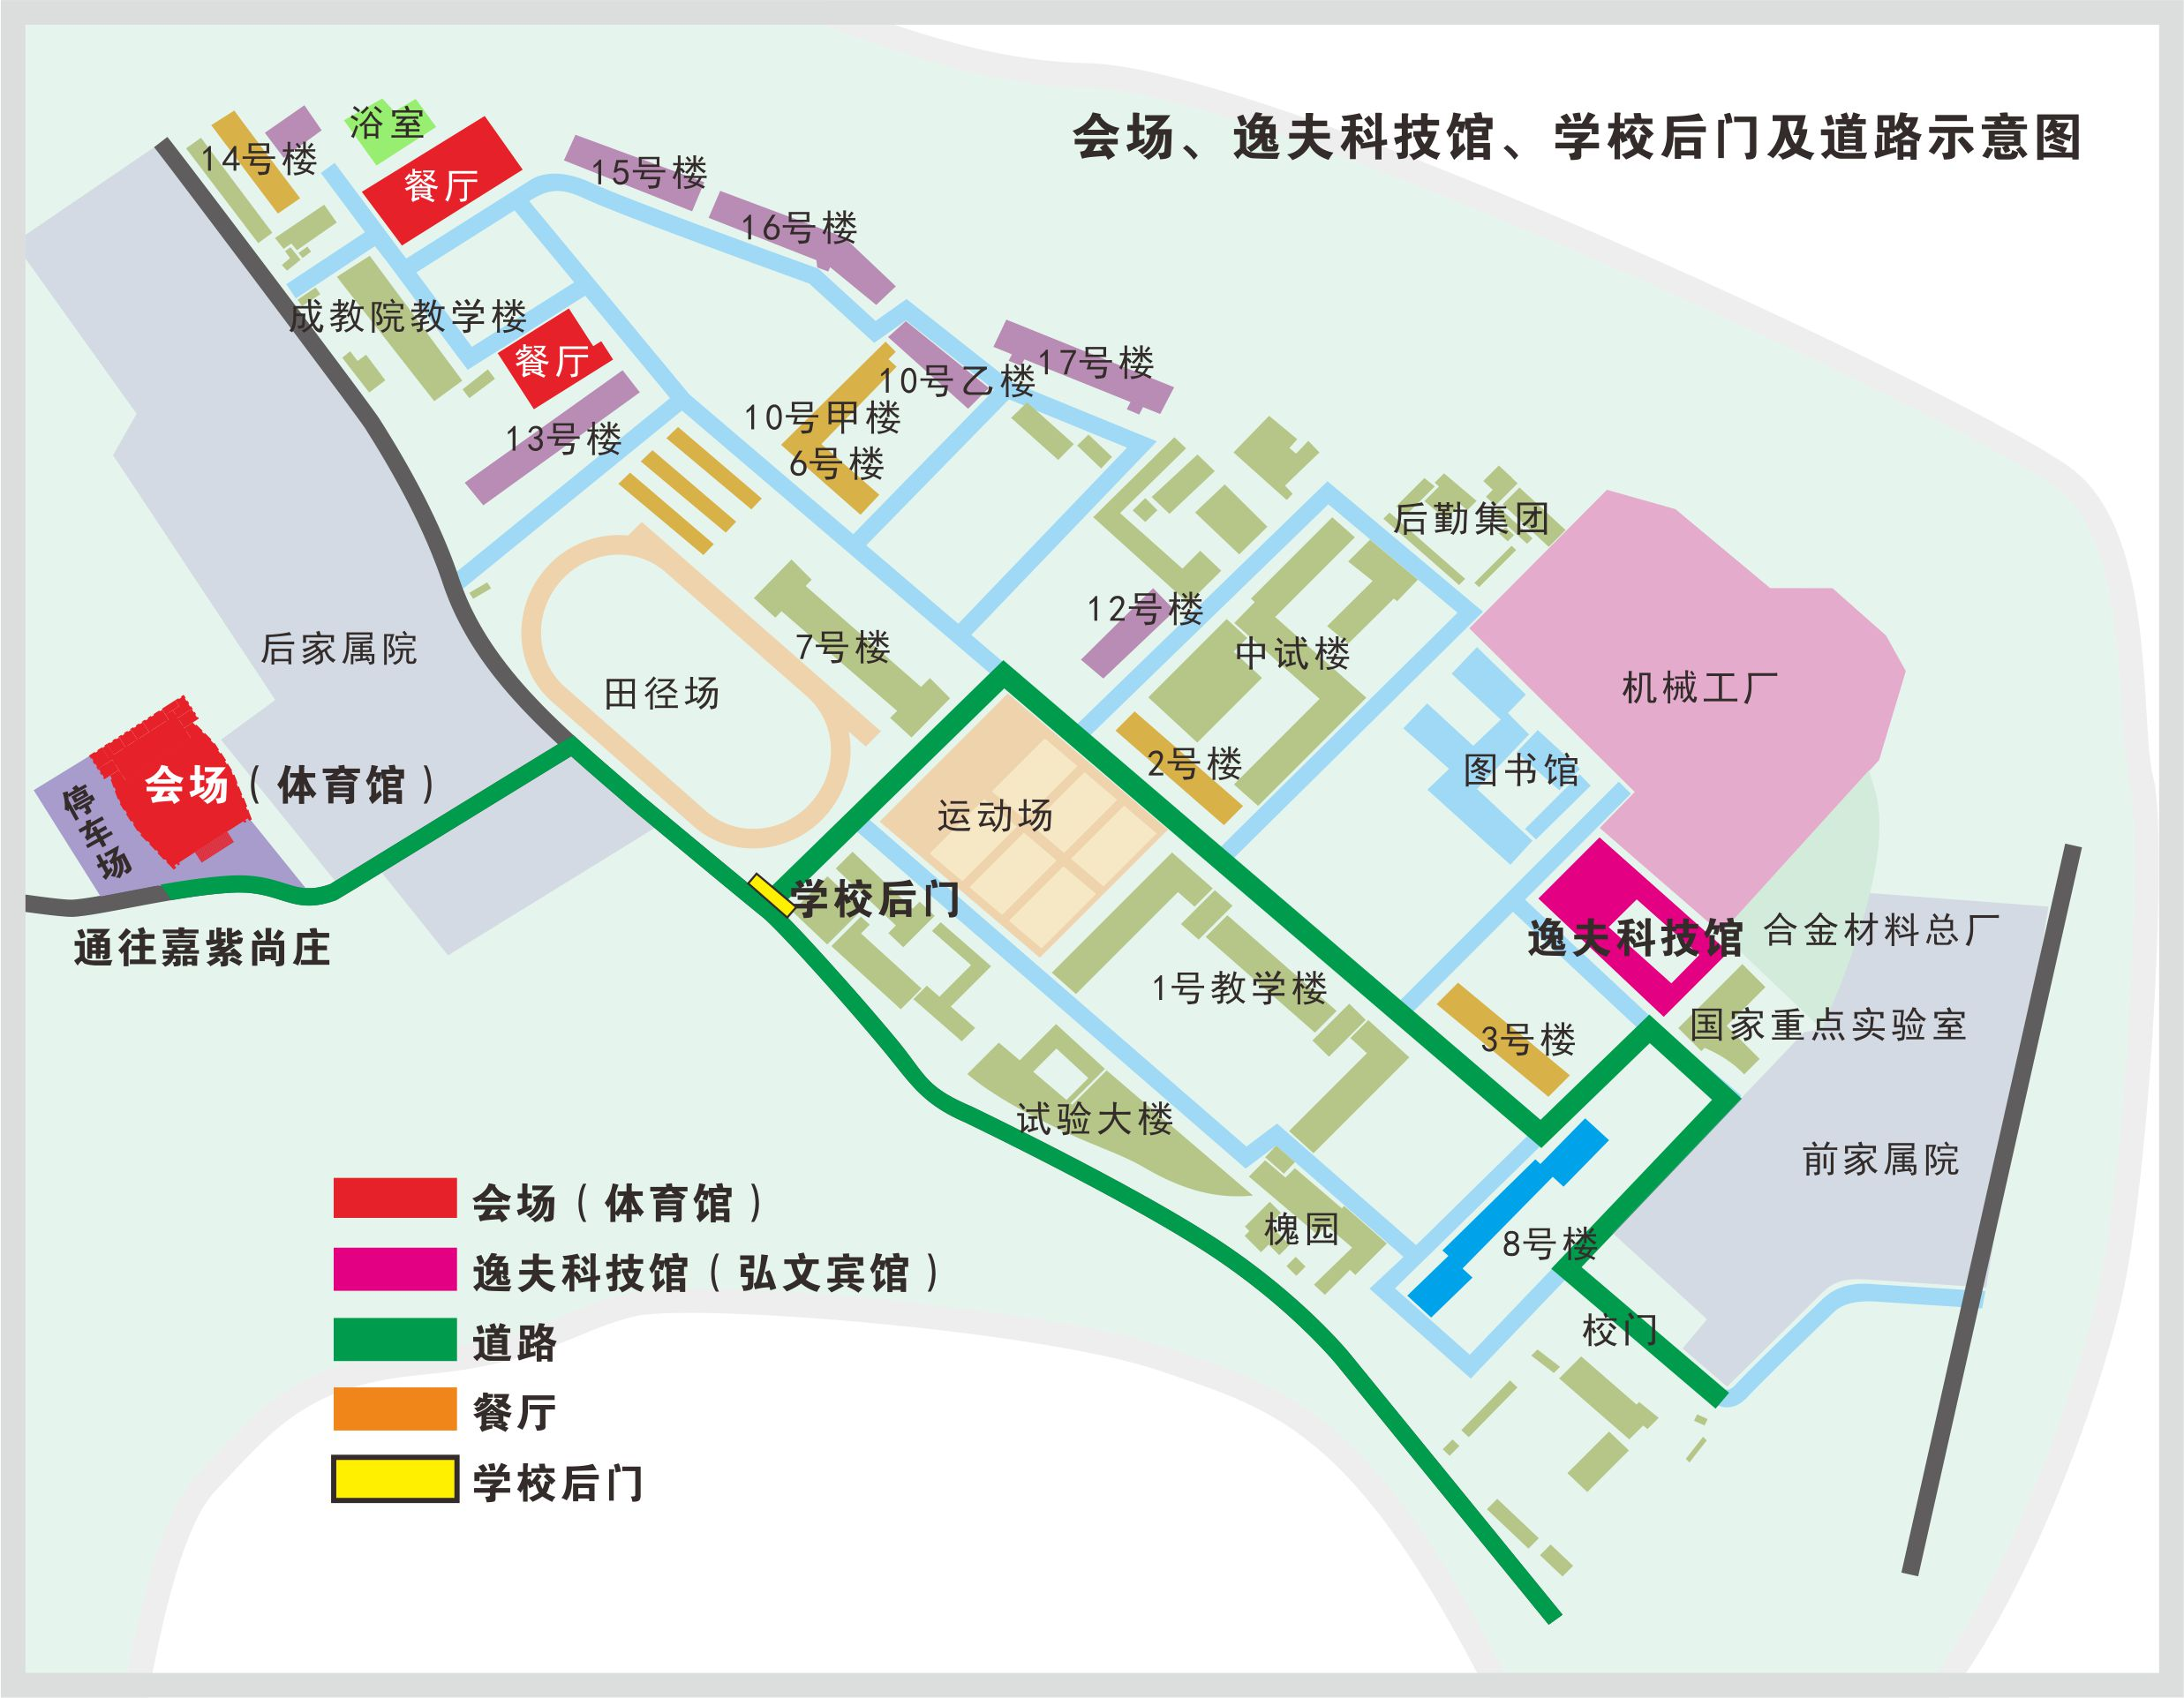 会场、逸夫科技馆、学校后门及道路示意图
浴室
14号楼
餐厅
15号楼
16号楼
成教院教学楼
餐厅
17号楼
10号乙楼
10号甲楼
13号楼
6号楼
后勤集团
12号楼
后家属院
7号楼
中试楼
田径场
机械工厂
2号楼
图书馆
会场（体育馆）
停车场
运动场
学校后门
通往嘉紫尚庄
逸夫科技馆
合金材料总厂
1号教学楼
国家重点实验室
3号楼
试验大楼
前家属院
槐园
8号楼
校门
会场（体育馆）
逸夫科技馆（弘文宾馆）
道路
餐厅
学校后门